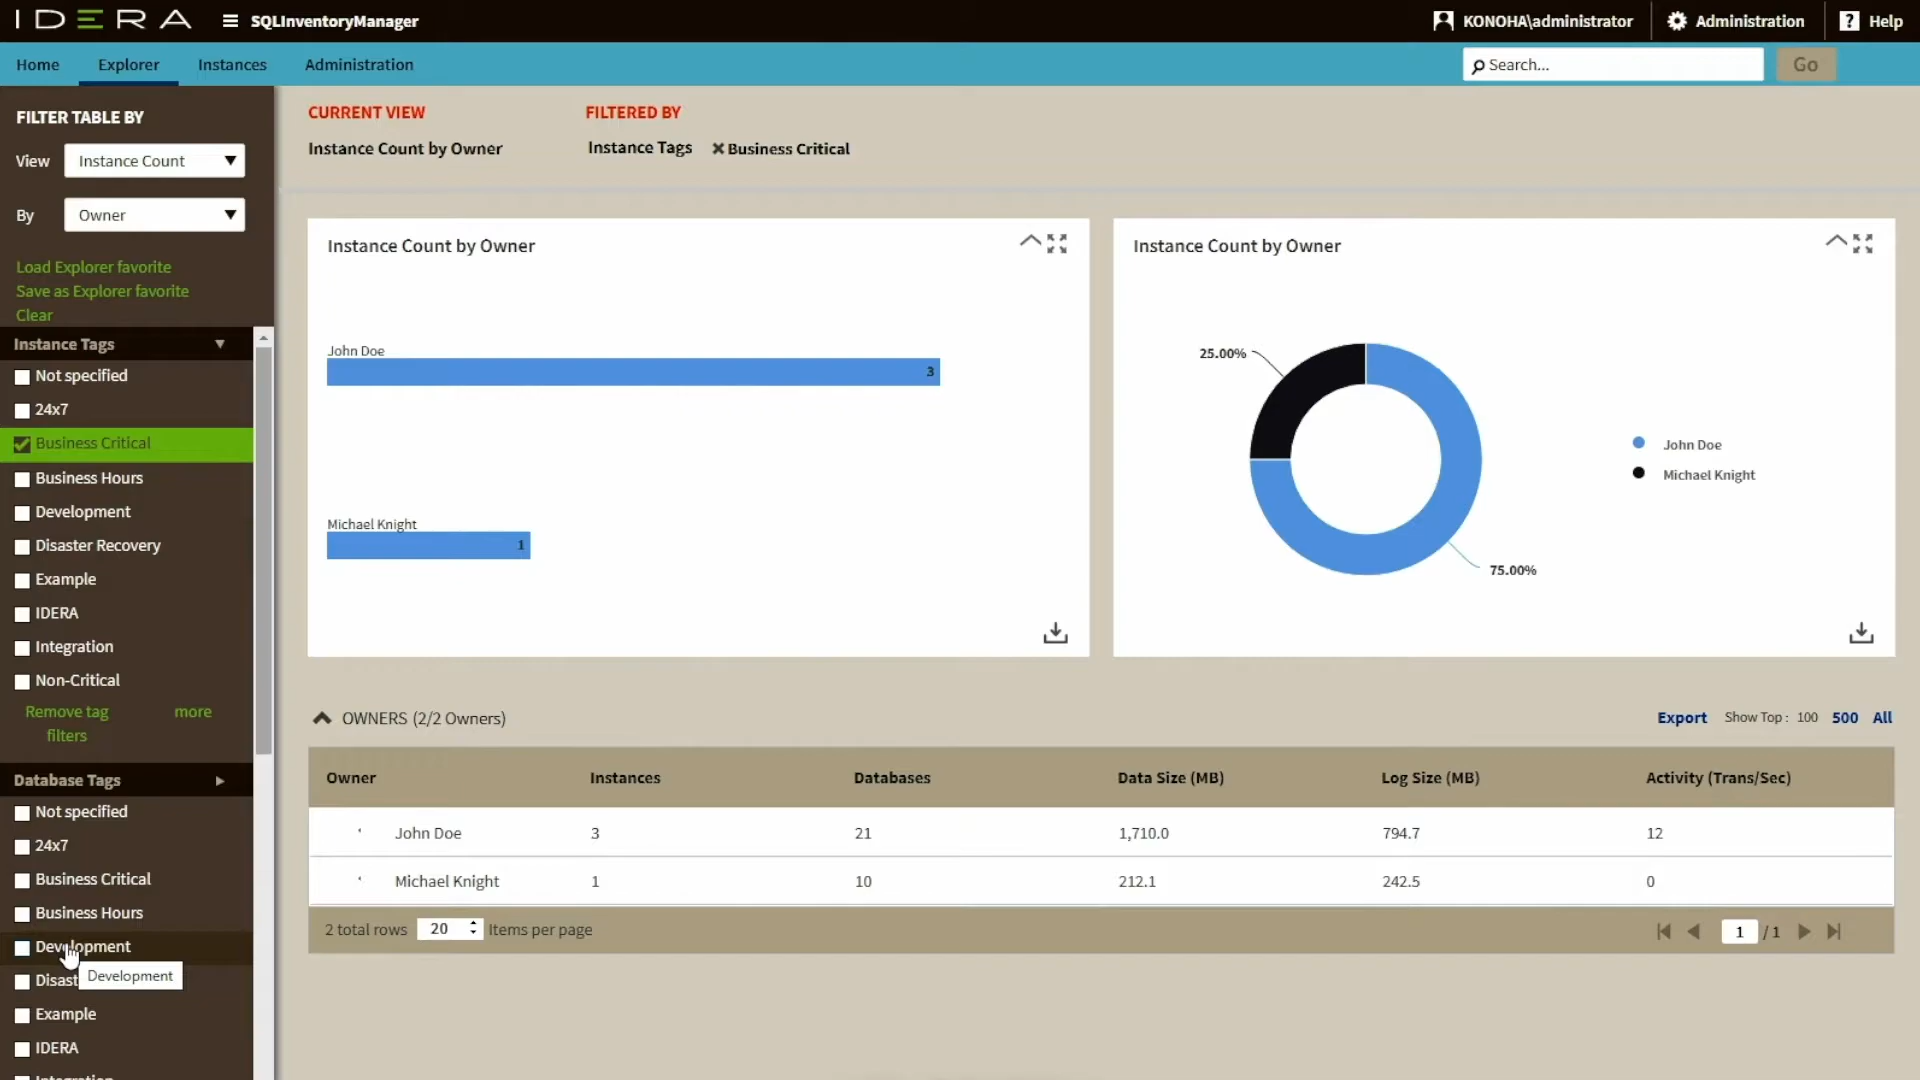 IDERA
SQLInventoryManager
KONOHA\administrator
Administration
? Help
Home
Explorer
Instances
Administration
Search...
Go
FILTER TABLE BY
View
Instance Count
By
Owner
Load Explorer favorite
Save as Explorer favorite
Clear
Instance Tags
Not specified
24x7
Business Critical
Business Hours
Development
Disaster Recovery
Example
IDERA
Integration
Non-Critical
Remove tag filters
more
Database Tags
Not specified
24x7
Business Critical
Business Hours
Development
Disast
Development
Example
IDERA
Integration
CURRENT VIEW
Instance Count by Owner
FILTERED BY
Instance Tags
Business Critical
Instance Count by Owner
John Doe
3
Michael Knight
1
Instance Count by Owner
25.00%
75.00%
John Doe
Michael Knight
OWNERS (2/2 Owners)
Export
Show Top : 100 500 All
Owner Instances Databases Data Size (MB) Log Size (MB) Activity (Trans/Sec)
John Doe 3 21 1,710.0 794.7 12
Michael Knight 1 10 212.1 242.5 0
2 total rows 20 Items per page
1 / 1